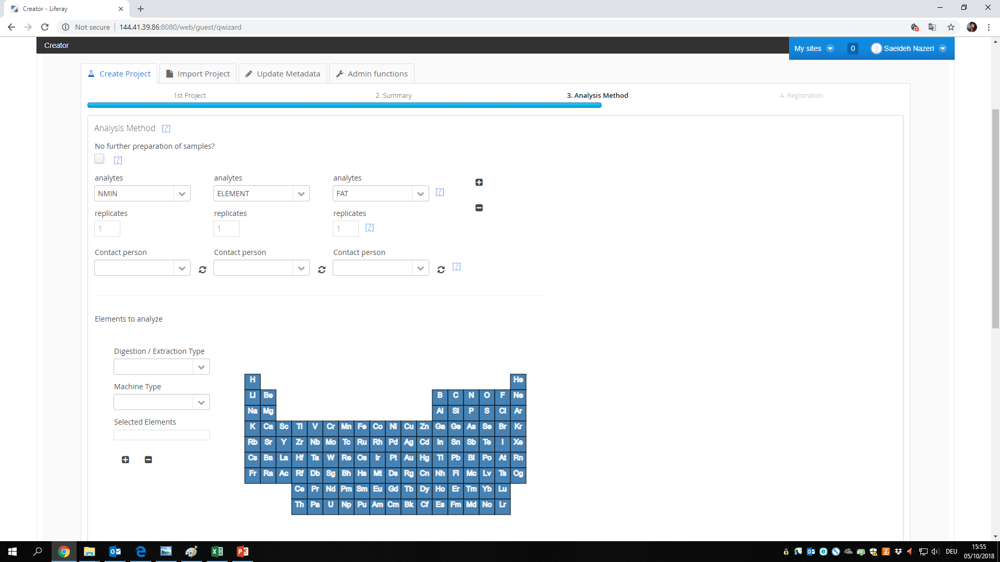 Creator - Liferay
Not secure 144.41.39.86:8080/web/guest/qwizard
Creator
My sites 0 Saeideh Nazeri
Create Project Import Project Update Metadata Admin functions
1st Project 2. Summary 3. Analysis Method 4. Registration
Analysis Method [?]
No further preparation of samples?
[?]
analytes analytes analytes
NMIN ELEMENT FAT [?]
replicates replicates replicates
1 1 1 [?]
Contact person Contact person Contact person
[?]
Elements to analyze
Digestion / Extraction Type
Machine Type
Selected Elements
H He
Li Be B C N O F Ne
Na Mg Al Si P S Cl Ar
K Ca Sc Ti V Cr Mn Fe Co Ni Cu Zn Ga Ge As Se Br Kr
Rb Sr Y Zr Nb Mo Tc Ru Rh Pd Ag Cd In Sn Sb Te I Xe
Cs Ba La Hf Ta W Re Os Ir Pt Au Hg Tl Pb Bi Po At Rn
Fr Ra Ac Rf Db Sg Bh Hs Mt Ds Rg Cn Nh Fl Mc Lv Ts Og
Ce Pr Nd Pm Sm Eu Gd Tb Dy Ho Er Tm Yb Lu
Th Pa U Np Pu Am Cm Bk Cf Es Fm Md No Lr
DEU 15:55
05/10/2018